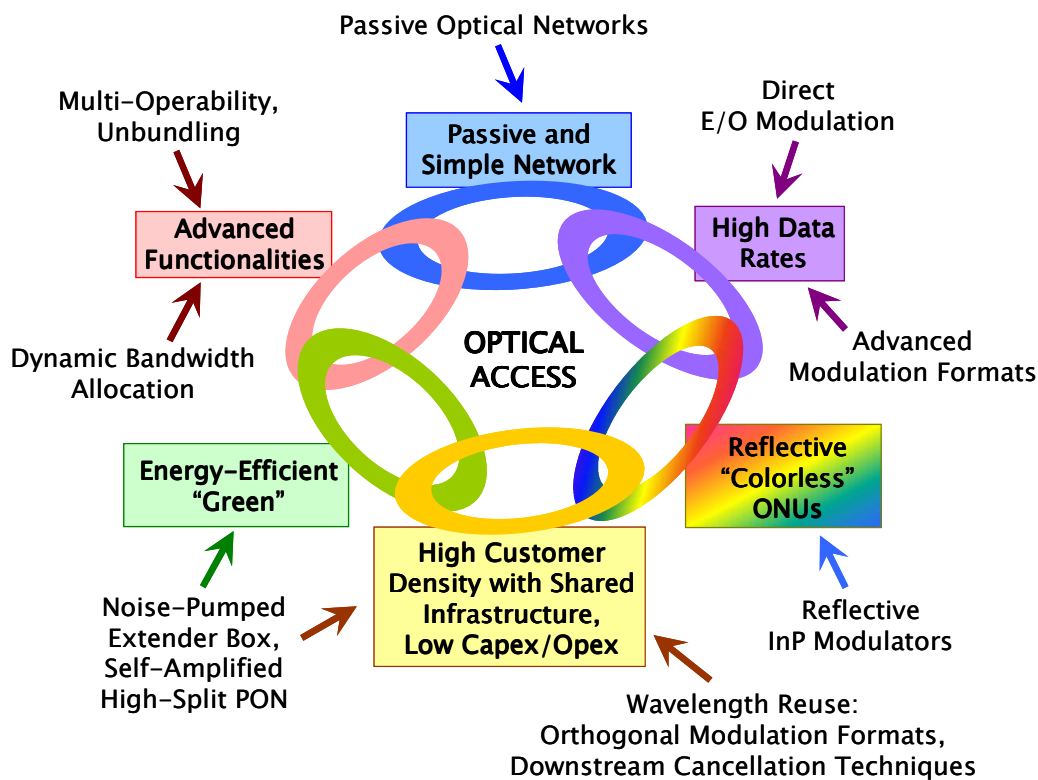 Passive Optical Networks
Multi-Operability,
Unbundling
Direct
E/O Modulation
Passive and
Simple Network
Advanced
Functionalities
High Data
Rates
OPTICAL
ACCESS
Dynamic Bandwidth
Allocation
Advanced
Modulation Formats
Energy-Efficient
“Green”
Reflective
“Colorless”
ONUs
High Customer
Density with Shared
Infrastructure,
Low Capex/Opex
Noise-Pumped
Extender Box,
Self-Amplified
High-Split PON
Reflective
InP Modulators
Wavelength Reuse:
Orthogonal Modulation Formats,
Downstream Cancellation Techniques